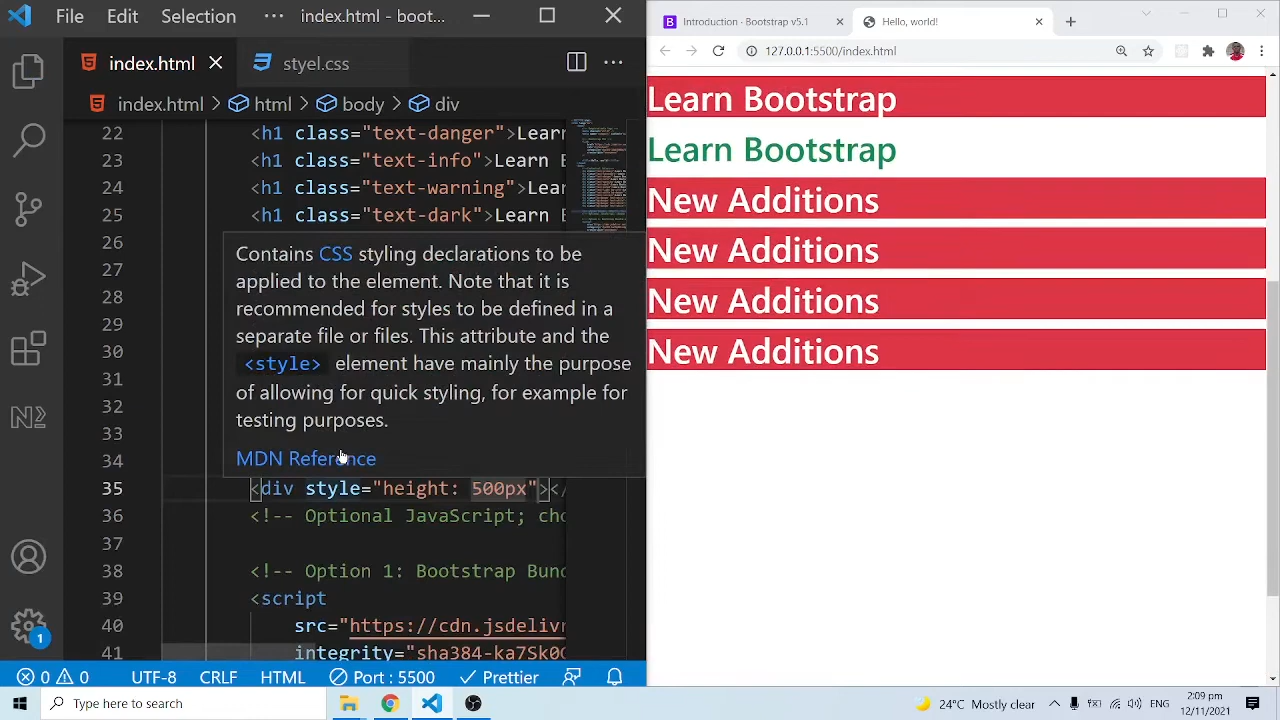 File Edit Selection ··· index.html - Boots...
index.html
styel.css
index.html > html > body > div
22 <h1 class="text-danger">Lear
23 <h1 class="text-info">Learn
24 <h1 class="text-warning">Lea
25 <h1 class="text-dark">Learn
26
27
28
29
30
31
32
33
34
Contains CSS styling declarations to be
applied to the element. Note that it is
recommended for styles to be defined in a
separate file or files. This attribute and the
<style> element have mainly the purpose
of allowing for quick styling, for example for
testing purposes.
MDN Reference
35 <div style="height: 500px"></
36 <!-- Optional JavaScript; cho
37
38 <!-- Option 1: Bootstrap Bund
39 <script
40 src="https://cdn.jsdelivr
41 integrity="sha384-ka7Sk0G
1
0 0 UTF-8 CRLF HTML Port : 5500 Prettier
Introduction - Bootstrap v5.1
Hello, world!
127.0.0.1:5500/index.html
Learn Bootstrap
Learn Bootstrap
New Additions
New Additions
New Additions
New Additions
Type here to search
24°C Mostly clear
ENG
2:09 pm
12/11/2021